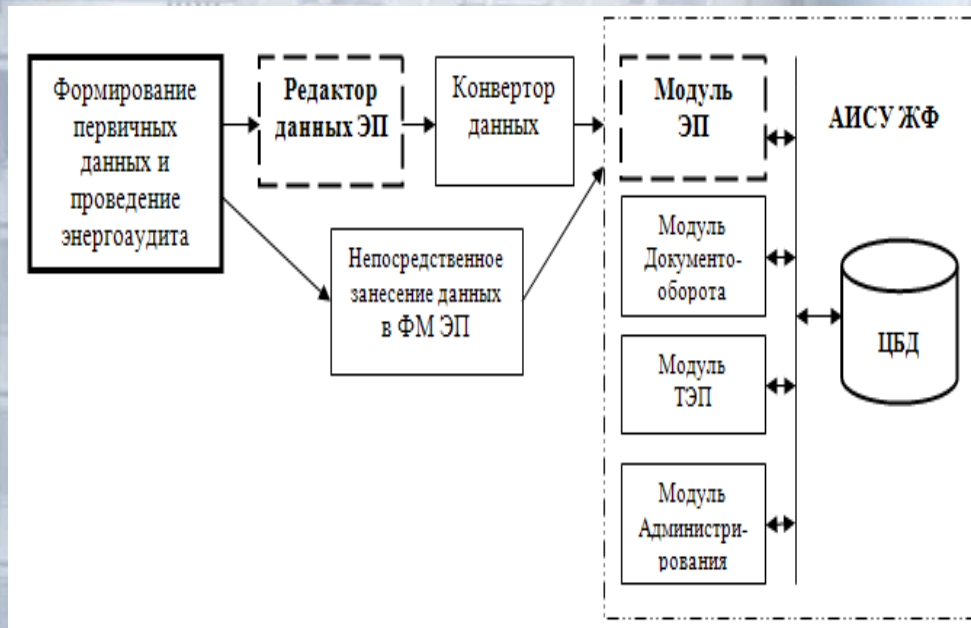 Формирование
первичных
данных и
проведение
энергоаудита
Редактор
данных ЭП
Конвертор
данных
Непосредственное
занесение данных
в ФМ ЭП
Модуль
ЭП
АИСУ ЖФ
Модуль
Документо-
оборота
Модуль
ТЭП
Модуль
Администри-
рования
ЦБД